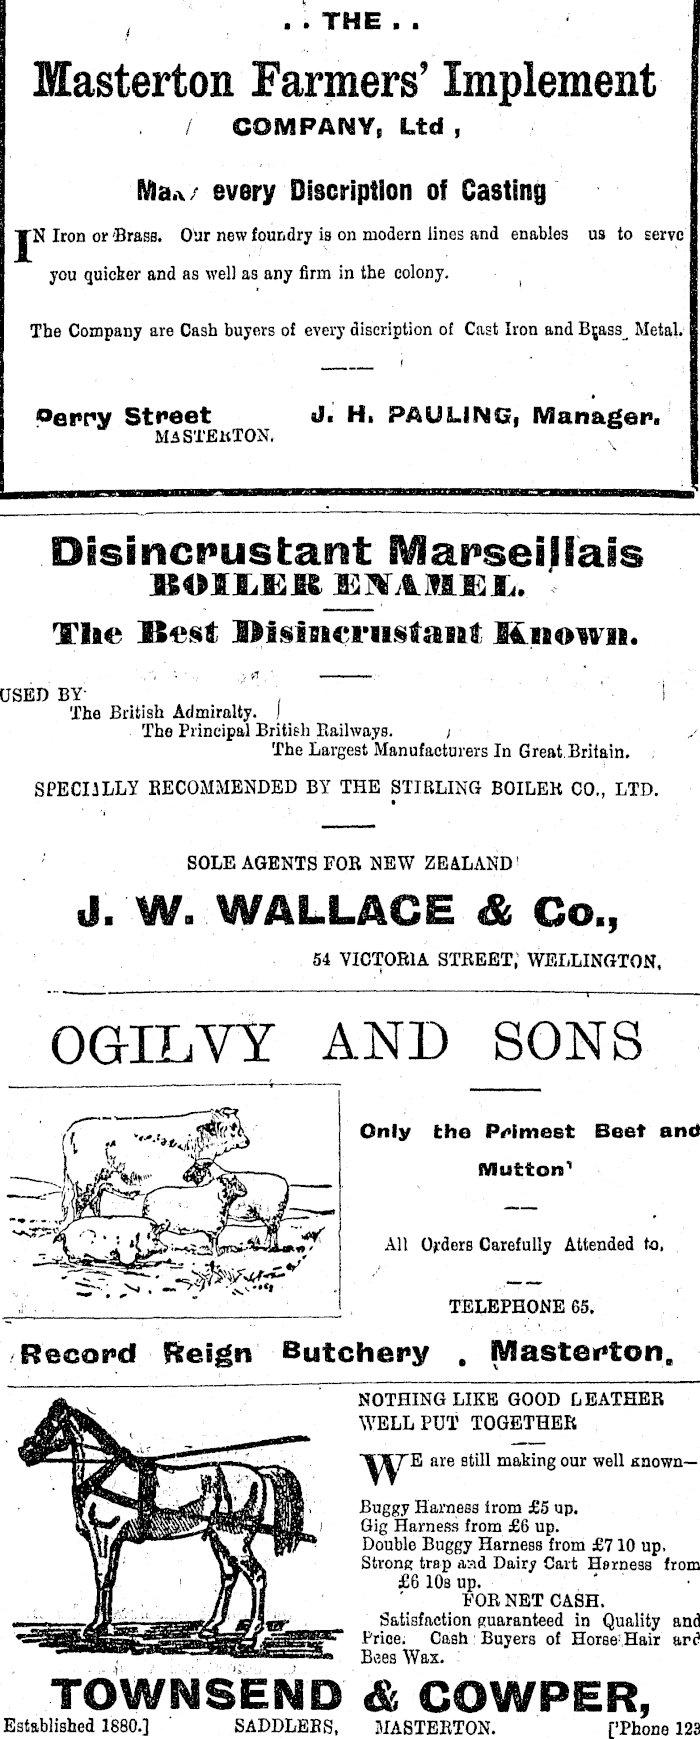 . . THE . .
Masterton Farmers' Implement
COMPANY, Ltd ,
every Discription of Casting
IN Iron or Brass. Our new foundry is on modern lines and enables us to serve
you quicker and as well as any firm in the colony.
The Company are Cash buyers of every discription of Cast Iron and Brass Metal.
Perry Street J. H. PAULING, Manager.
MASTERTON.
Disincrustant Marseillais
BOILER ENAMEL.
The Best Disincrustant Known.
USED BY
The British Admiralty.
The Principal British Railways.
The Largest Manufacturers In Great Britain.
SPECIALLY RECOMMENDED BY THE STIRLING BOILER CO., LTD.
SOLE AGENTS FOR NEW ZEALAND
J. W. WALLACE & Co.,
54 VICTORIA STREET, WELLINGTON,
OGILVY AND SONS
Only the Primest Beef and
Mutton'
All Orders Carefully Attended to,
TELEPHONE 65.
Record Reign Butchery . Masterton,
NOTHING LIKE GOOD LEATHER
WELL PUT TOGETHER
WE are still making our well known—
Buggy Harness from £5 up.
Gig Harness from £6 up.
Double Buggy Harness from £7 10 up.
Strong trap and Dairy Cart Harness from
£6 10s up.
FOR NET CASH.
Satisfaction guaranteed in Quality and
Price. Cash Buyers of Horse Hair and
Bees Wax.
TOWNSEND & COWPER,
Established 1880.] SADDLERS, MASTERTON. ['Phone 123